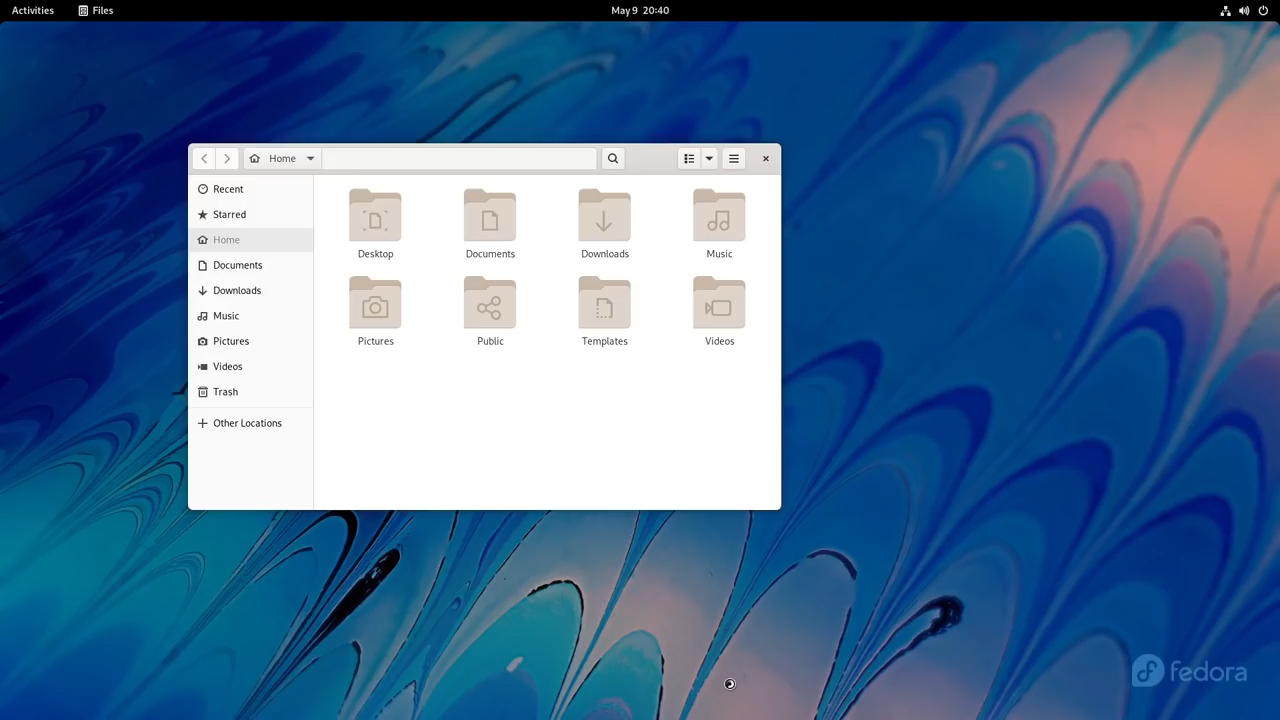 Activities Files May 9 20:40
Home
Recent
Starred
Home
Documents
Downloads
Music
Pictures
Videos
Trash
Other Locations
Desktop Documents Downloads Music
Pictures Public Templates Videos
fedora